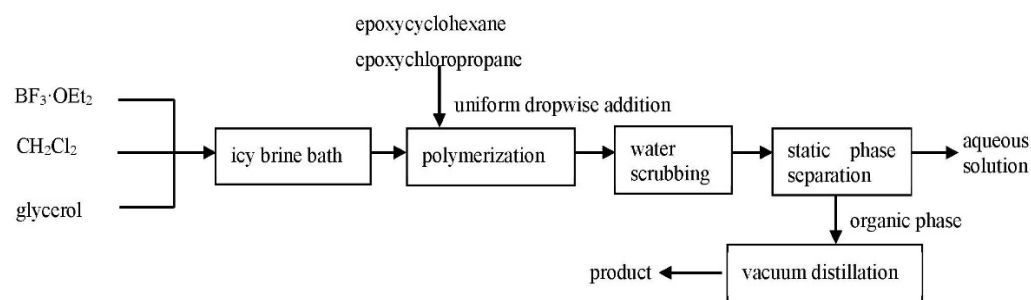 epoxycyclohexane
epoxychloropropane
BF₃·OEt₂
uniform dropwise addition
CH₂Cl₂
icy brine bath
polymerization
water
scrubbing
static phase
separation
aqueous
solution
glycerol
organic phase
product
vacuum distillation